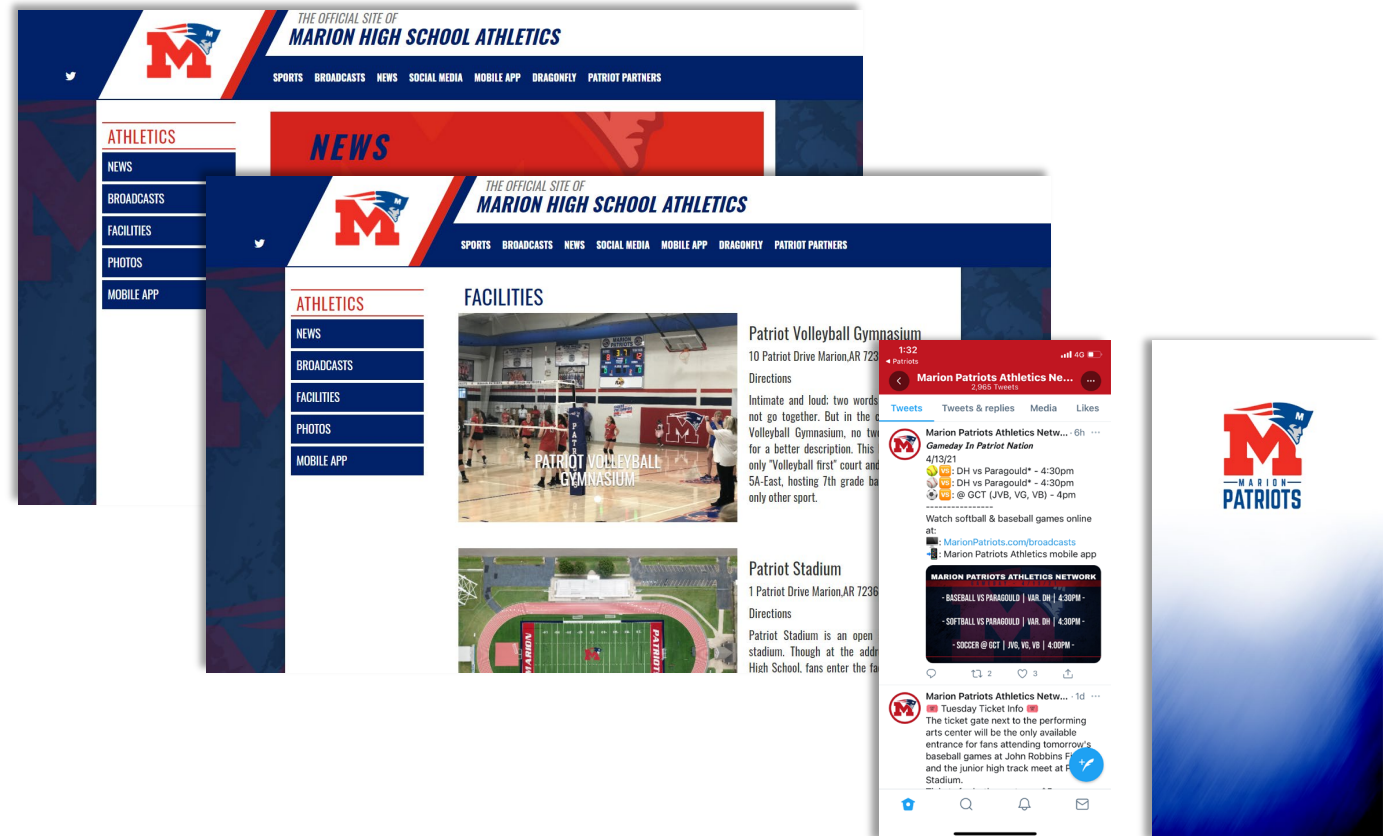 THE OFFICIAL SITE OF
MARION HIGH SCHOOL ATHLETICS
SPORTS BROADCASTS NEWS SOCIAL MEDIA MOBILE APP DRAGONFLY PATRIOT PARTNERS
M
M
ATHLETICS
NEWS
BROADCASTS
FACILITIES
PHOTOS
MOBILE APP
NEWS
THE OFFICIAL SITE OF
MARION HIGH SCHOOL ATHLETICS
SPORTS BROADCASTS NEWS SOCIAL MEDIA MOBILE APP DRAGONFLY PATRIOT PARTNERS
M
M
ATHLETICS
NEWS
BROADCASTS
FACILITIES
PHOTOS
MOBILE APP
FACILITIES
MARION
PATRIOTS
PATRIOT VOLLEYBALL
GYMNASIUM
Patriot Volleyball Gymnasium
10 Patriot Drive Marion,AR
Directions
Intimate and loud; two words
not go together. But in the
Volleyball Gymnasium, no
for a better description. This
only "Volleyball first" court and
5A-East, hosting 7th grade
only other sport.
MARION
Patriot Stadium
1 Patriot Drive Marion,AR
Directions
Patriot Stadium is an open
stadium. Though at the
High School, fans enter the
1:32
4G
Patriots
Marion Patriots Athletics Ne...
2,965 Tweets
Tweets Tweets & replies Media Likes
Marion Patriots Athletics Netw... · 6h
Gameday In Patriot Nation
4/13/21
🥎🆚: DH vs Paragould* - 4:30pm
⚾🆚: DH vs Paragould* - 4:30pm
⚽🆚: @ GCT (JVB, VG, VB) - 4pm
----------------
Watch softball & baseball games online
at:
🖥: MarionPatriots.com/broadcasts
📲: Marion Patriots Athletics mobile app
MARION PATRIOTS ATHLETICS NETWORK
- BASEBALL VS PARAGOULD | VAR. DH | 4:30PM -
- SOFTBALL VS PARAGOULD | VAR. DH | 4:30PM -
- SOCCER @ GCT | JVG, VG, VB | 4:00PM -
2 3
Marion Patriots Athletics Netw... · 1d
🎟 Tuesday Ticket Info 🎟
The ticket gate next to the performing
arts center will be the only available
entrance for fans attending tomorrow's
baseball games at John Robbins
and the junior high track meet at
Stadium.
M
M
MARION
PATRIOTS